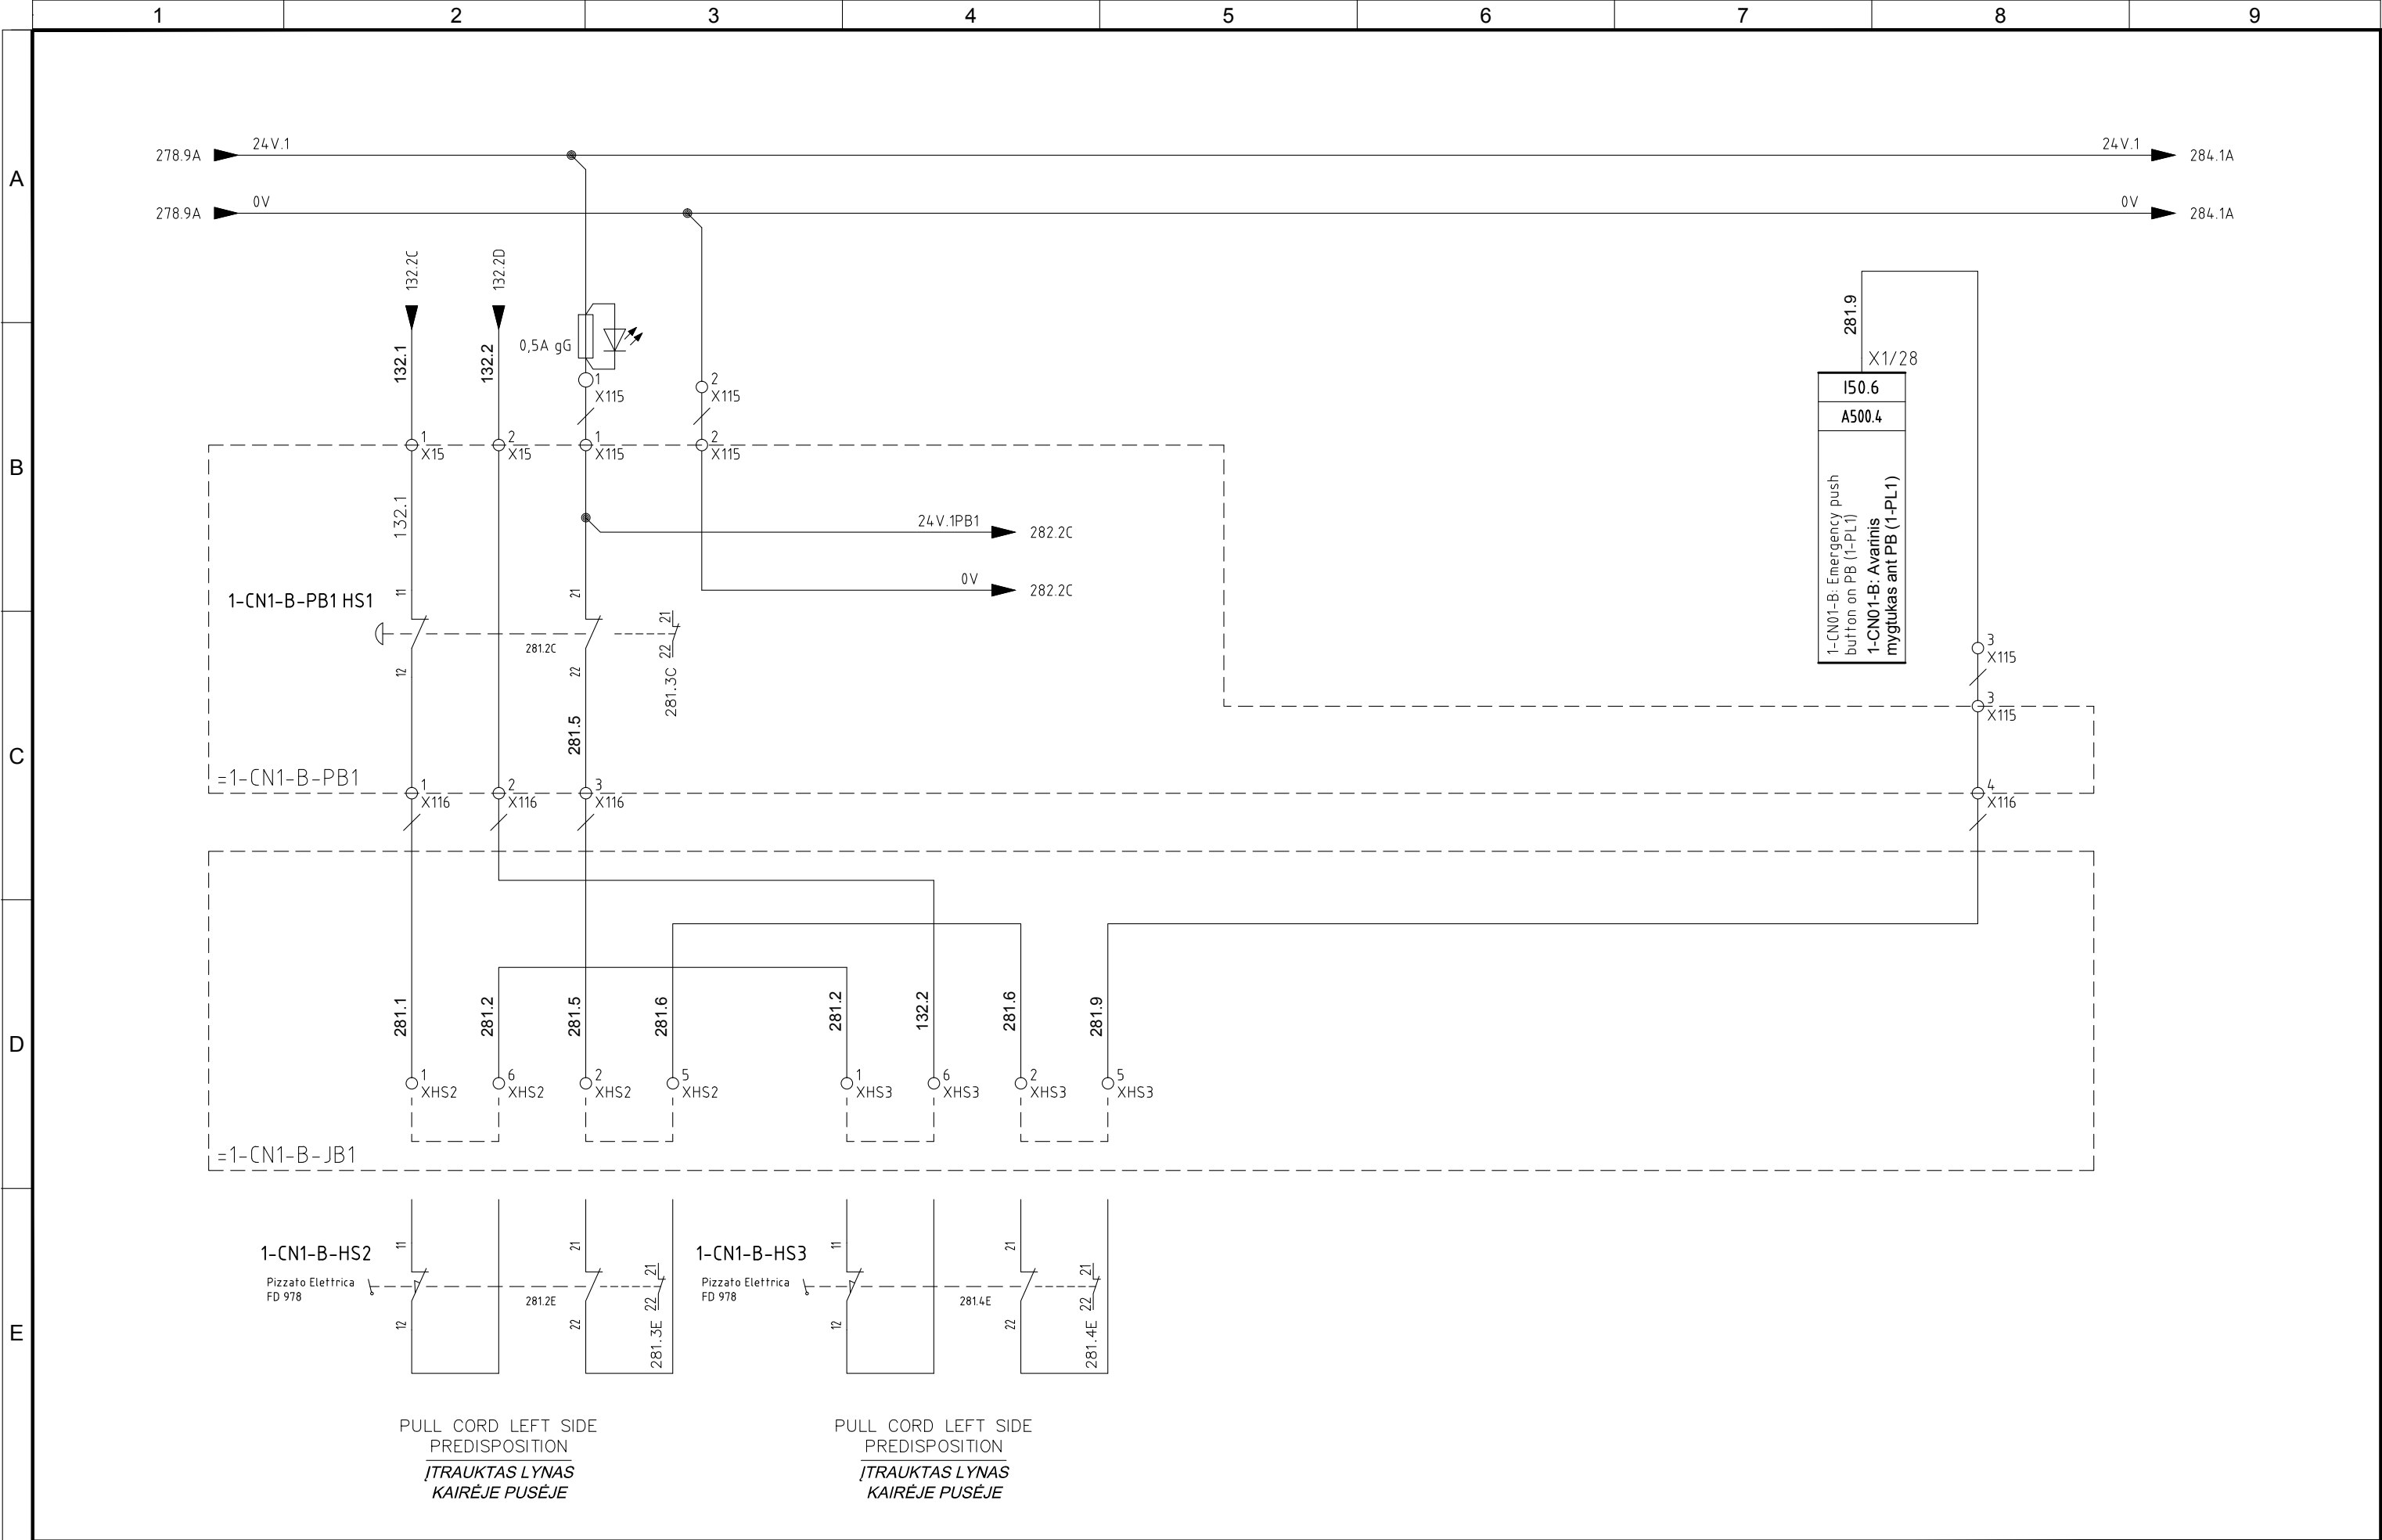 1 2 3 4 5 6 7 8 9
A
278.9A 24V.1 24V.1 284.1A
278.9A 0V 0V 284.1A
132.2C 132.2D
281.9
132.1 132.2 0,5A gG
X1/28
1 X115 2 X115
I50.6
A500.4
B
1 X15 2 X15 1 X115 2 X115
132.1
24V.1PB1 282.2C
0V 282.2C
1-CN01-B: Emergency push
button on PB (1-PL1)
1-CN01-B: Avarinis
mygtukas ant PB (1-PL1)
1-CN1-B-PB1 HS1 11 21
21
281.2C
22
12 22
281.3C
3 X115
3 X115
281.5
C
=1-CN1-B-PB1
1 X116 2 X116 3 X116 4 X116
281.1 281.2 281.5 281.6 281.2 132.2 281.6 281.9
D
1 XHS2 6 XHS2 2 XHS2 5 XHS2 1 XHS3 6 XHS3 2 XHS3 5 XHS3
=1-CN1-B-JB1
1-CN1-B-HS2 11 21 21
Pizzato Elettrica
FD 978 281.2E 22
12 22 281.3E
1-CN1-B-HS3 11 21 21
Pizzato Elettrica
FD 978 281.4E 22
12 22 281.4E
E
PULL CORD LEFT SIDE
PREDISPOSITION
ĮTRAUKTAS LYNAS
KAIRĖJE PUSĖJE
PULL CORD LEFT SIDE
PREDISPOSITION
ĮTRAUKTAS LYNAS
KAIRĖJE PUSĖJE